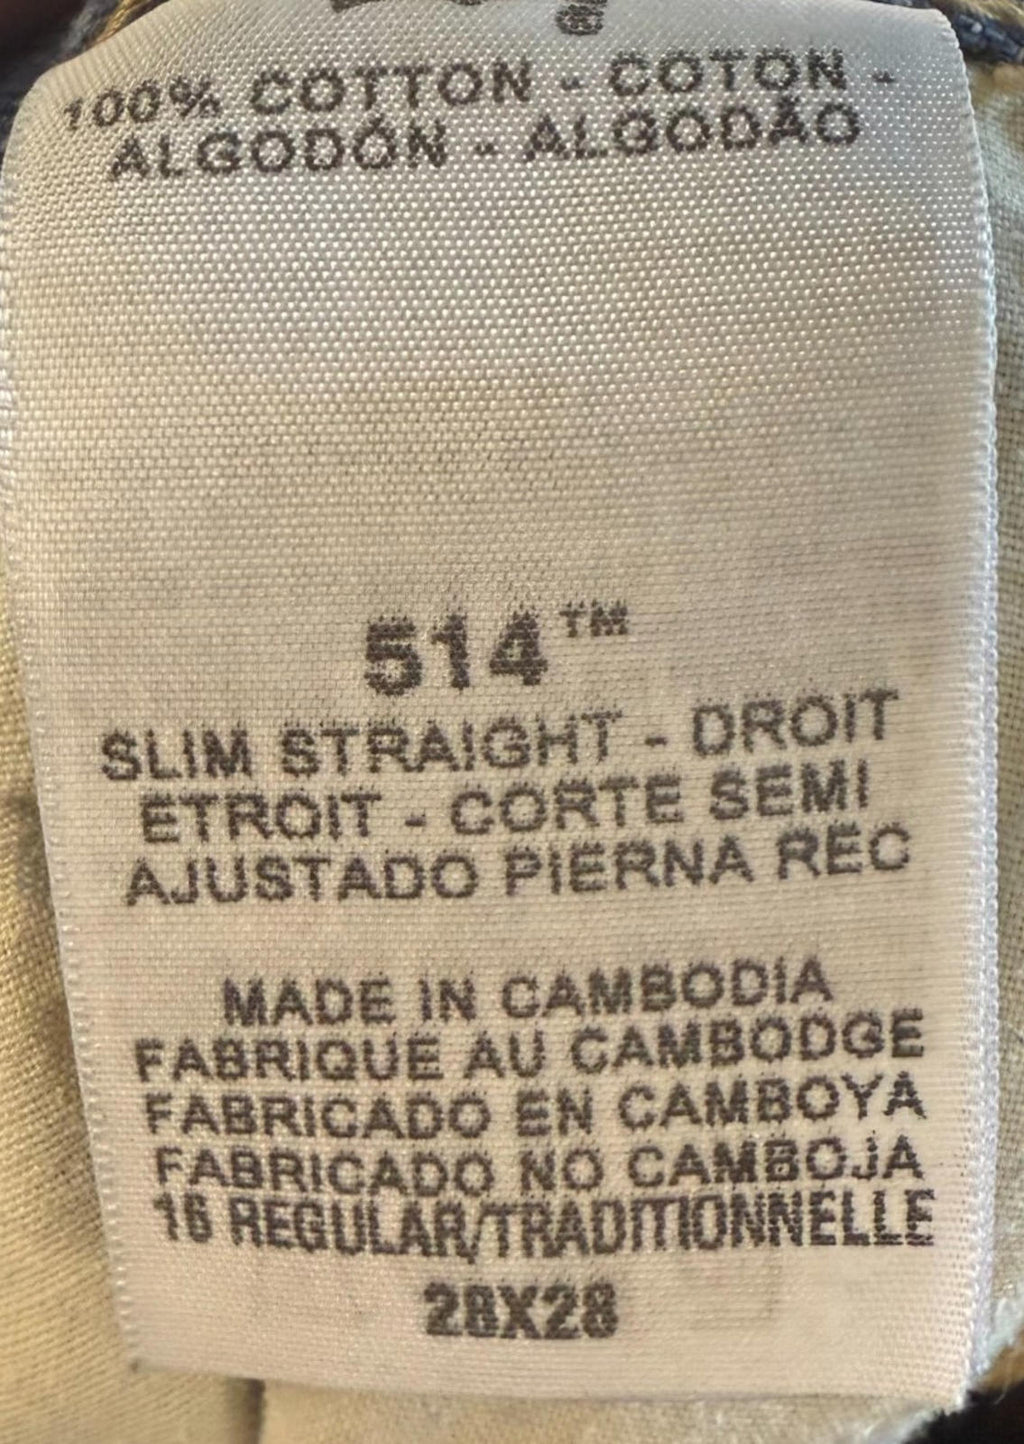 100% COTTON - COTON -
ALGODÓN - ALGODÃO
514™
SLIM STRAIGHT - DROIT
ETROIT - CORTE SEMI
AJUSTADO PIERNA REC
MADE IN CAMBODIA
FABRIQUE AU CAMBODGE
FABRICADO EN CAMBOYA
FABRICADO NO CAMBOJA
16 REGULAR/TRADITIONNELLE
28X28